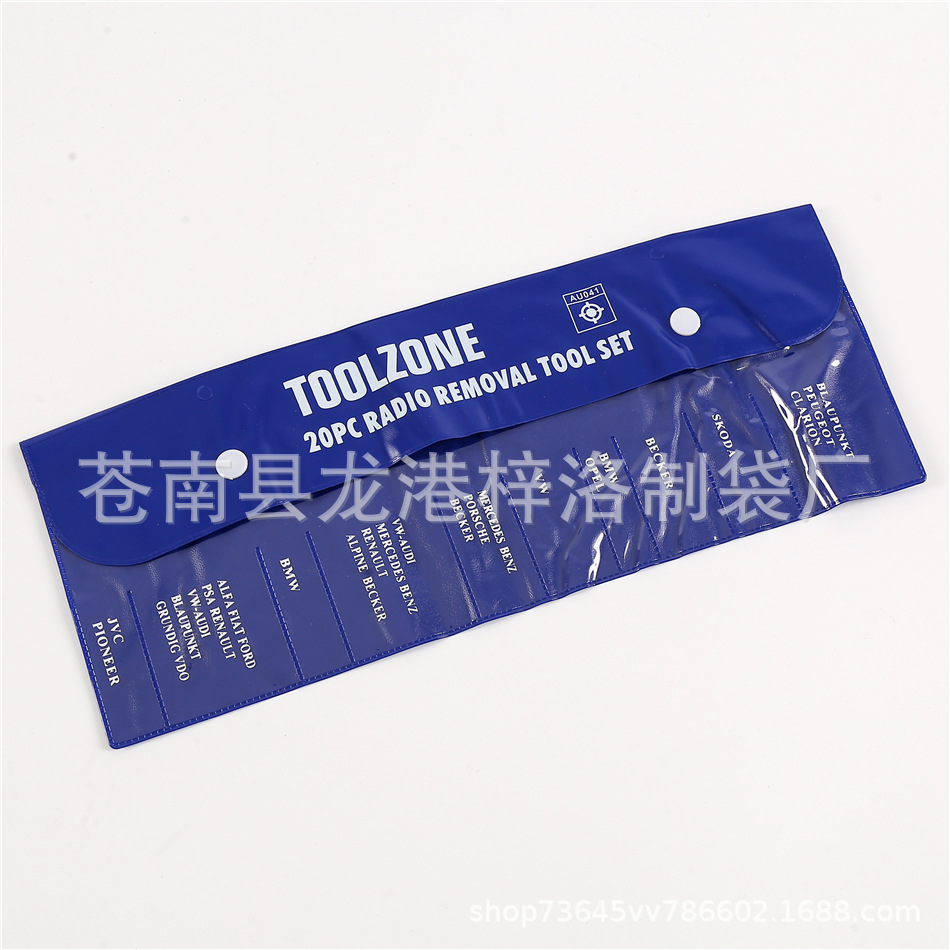 AU041
TOOLZONE
20PC RADIO REMOVAL TOOL SET
苍南县龙港梓洛制袋厂
JVC
PIONEER
ALFA FIAT FORD
PSA RENAULT
VW-AUDI
BLAUPUNKT
GRUNDIG VDO
BMW
VW-AUDI
MERCEDES BENZ
RENAULT
ALPINE BECKER
MERCEDES BENZ
PORSCHE
BECKER
VW
BMW
OPEL
BECKER
SKODA
BLAUPUNKT
PEUGEOT
CLARION
shop73645vv786602.1688.com